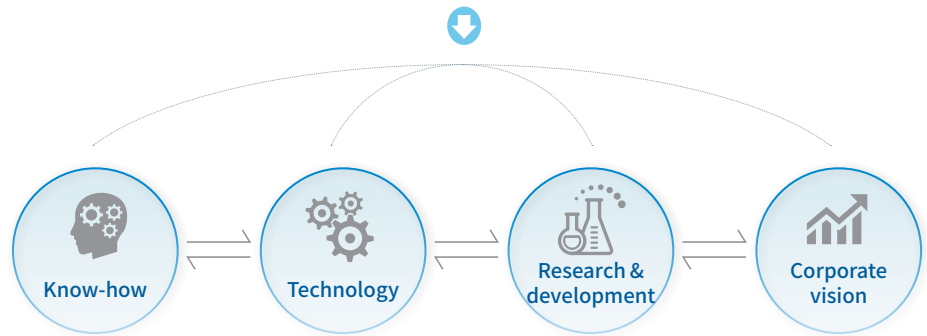 Know-how
Technology
Research &
development
Corporate
vision